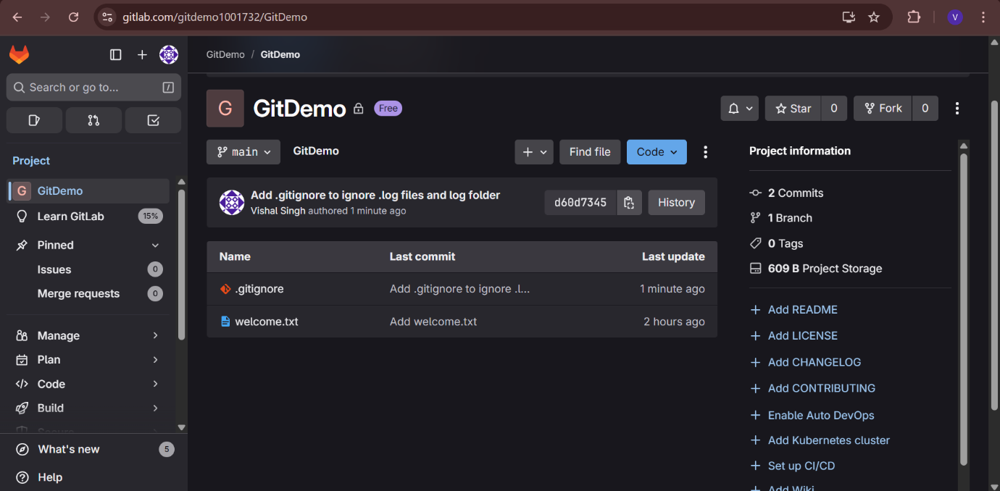 gitlab.com/gitdemo1001732/GitDemo
V
Search or go to...
/
Project
G GitDemo
Learn GitLab 15%
Pinned
Issues 0
Merge requests 0
Manage
Plan
Code
Build
Secure
What's new 5
Help
GitDemo / GitDemo
G GitDemo Free
Star 0
Fork 0
main GitDemo
Find file Code
Add .gitignore to ignore .log files and log folder
Vishal Singh authored 1 minute ago
d60d7345 History
Name Last commit Last update
.gitignore Add .gitignore to ignore .l... 1 minute ago
welcome.txt Add welcome.txt 2 hours ago
Project information
2 Commits
1 Branch
0 Tags
609 B Project Storage
+ Add README
+ Add LICENSE
+ Add CHANGELOG
+ Add CONTRIBUTING
+ Enable Auto DevOps
+ Add Kubernetes cluster
+ Set up CI/CD
+ Add Wiki